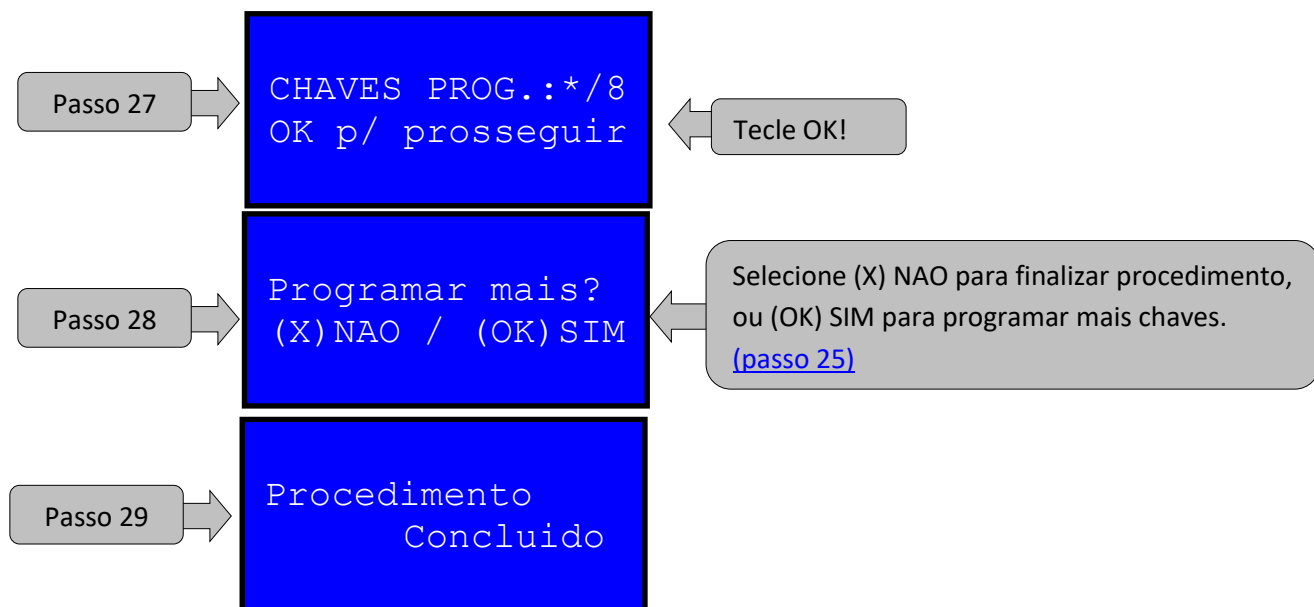 Passo 27
CHAVES PROG.:*/8
OK p/ prosseguir
Tecle OK!
Passo 28
Programar mais?
(X)NAO / (OK)SIM
Selecione (X) NAO para finalizar procedimento,
ou (OK) SIM para programar mais chaves.
(passo 25)
Passo 29
Procedimento
Concluido